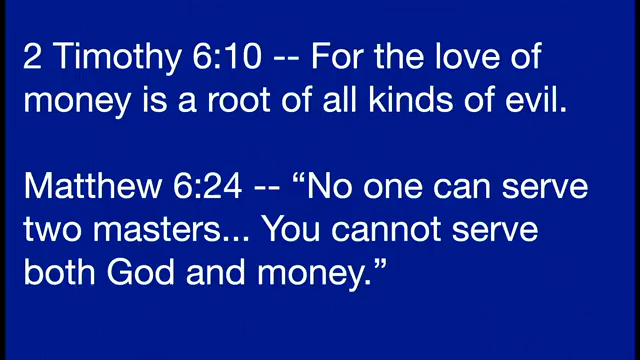 2 Timothy 6:10 -- For the love of
money is a root of all kinds of evil.
Matthew 6:24 -- “No one can serve
two masters... You cannot serve
both God and money.”